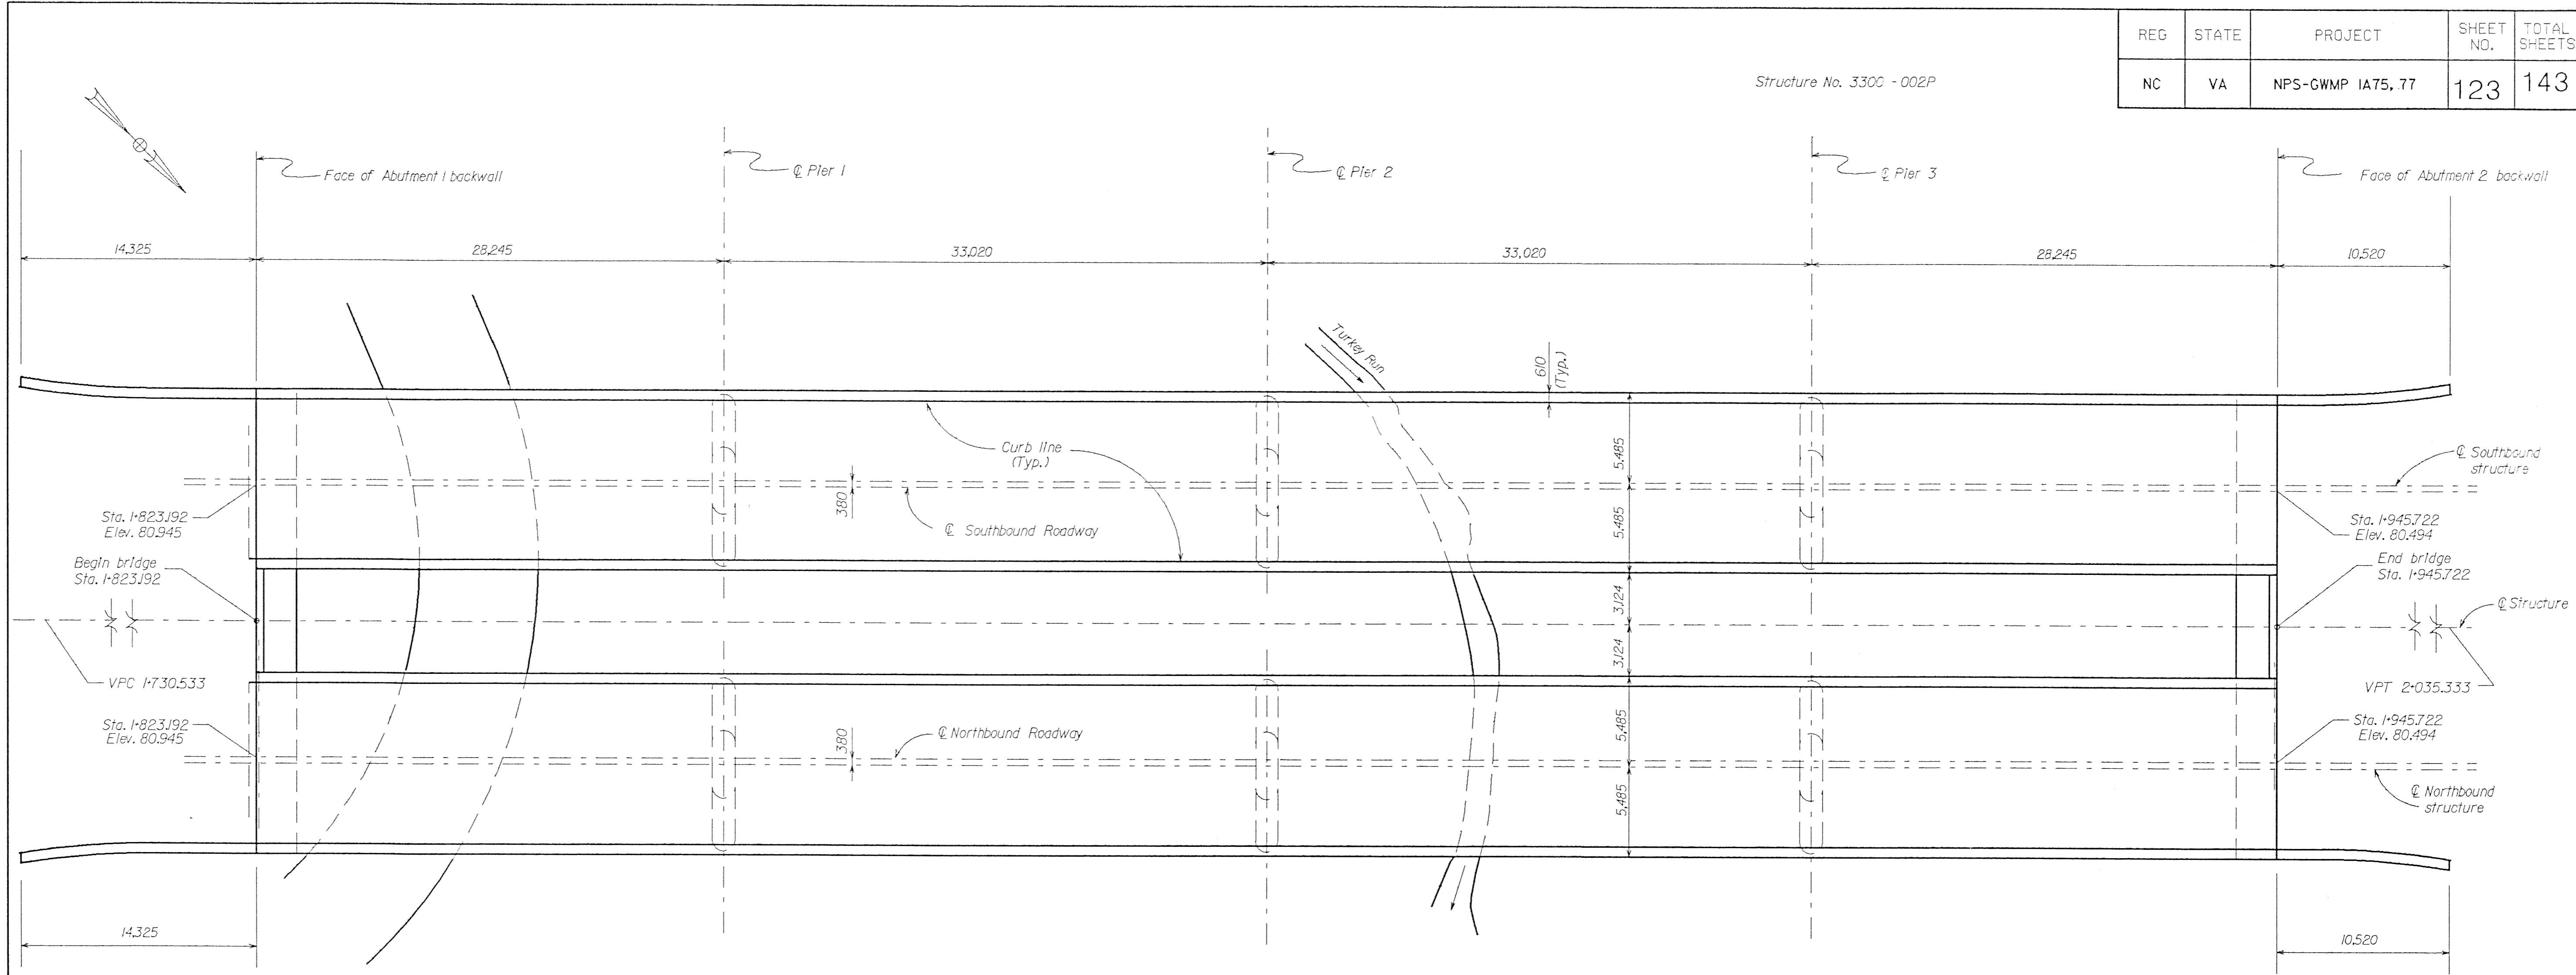 REG STATE PROJECT SHEET NO. TOTAL SHEETS
NC VA NPS-GWMP 1A75, 77 123 143
Structure No. 3300 - 002P
Face of Abutment 1 backwall
℄ Pier 1
℄ Pier 2
℄ Pier 3
Face of Abutment 2 backwall
14,325
28,245
33,020
33,020
28,245
10,520
Turkey Run
610
(Typ.)
Curb line
(Typ.)
5,485
℄ Southbound
structure
380
Sta. 1+823.192
Elev. 80.945
℄ Southbound Roadway
5,485
Sta. 1+945.722
Elev. 80.494
Begin bridge
Sta. 1+823.192
End bridge
Sta. 1+945.722
3,124
℄ Structure
3,124
VPC 1+730.533
VPT 2+035.333
Sta. 1+823.192
Elev. 80.945
380
℄ Northbound Roadway
5,485
Sta. 1+945.722
Elev. 80.494
5,485
℄ Northbound
structure
14,325
10,520